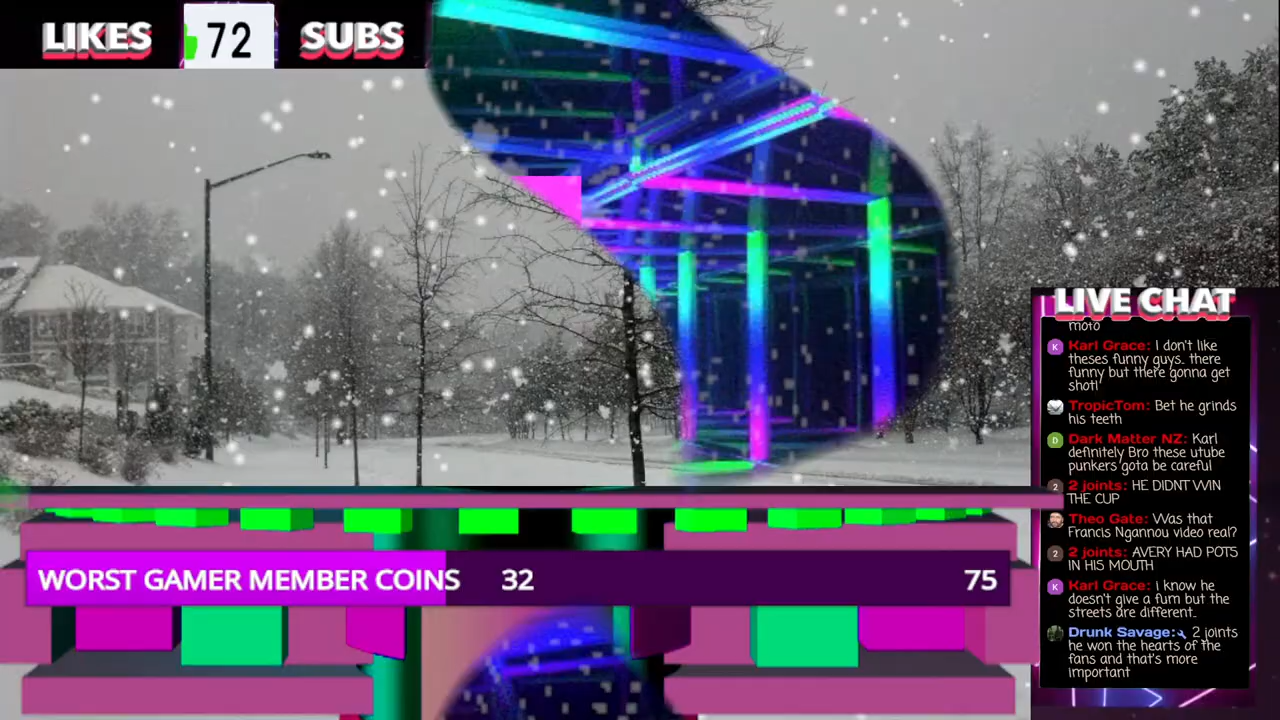 LIKES 72 SUBS
LIVE CHAT
moto
Karl Grace: I don't like
theses funny guys. there
funny but there gonna get
shot!
TropicTom: Bet he grinds
his teeth
Dark Matter NZ: Karl
definitely Bro these utube
punkers gota be careful
2 joints: HE DIDNT WIN
THE CUP
Theo Gate: Was that
Francis Ngannou video real?
2 joints: AVERY HAD POTS
IN HIS MOUTH
Karl Grace: i know he
doesn't give a furn but the
streets are different..
Drunk Savage: 2 joints
he won the hearts of the
fans and that's more
important
WORST GAMER MEMBER COINS 32 75